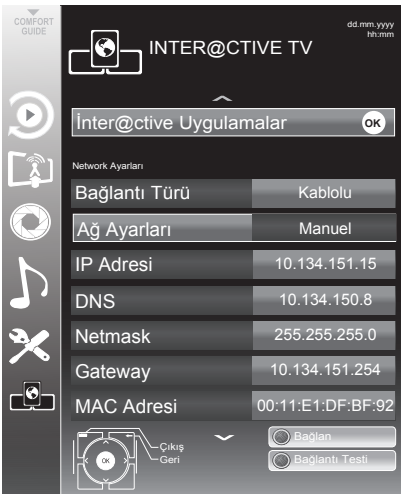 COMFORT
GUIDE
INTER@CTIVE TV
dd.mm.yyyy
hh:mm
İnter@ctive Uygulamalar OK
Network Ayarları
Bağlantı Türü Kablolu
Ağ Ayarları Manuel
IP Adresi 10.134.151.15
DNS 10.134.150.8
Netmask 255.255.255.0
Gateway 10.134.151.254
MAC Adresi 00:11:E1:DF:BF:92
OK
Çıkış
Geri
Bağlan
Bağlantı Testi